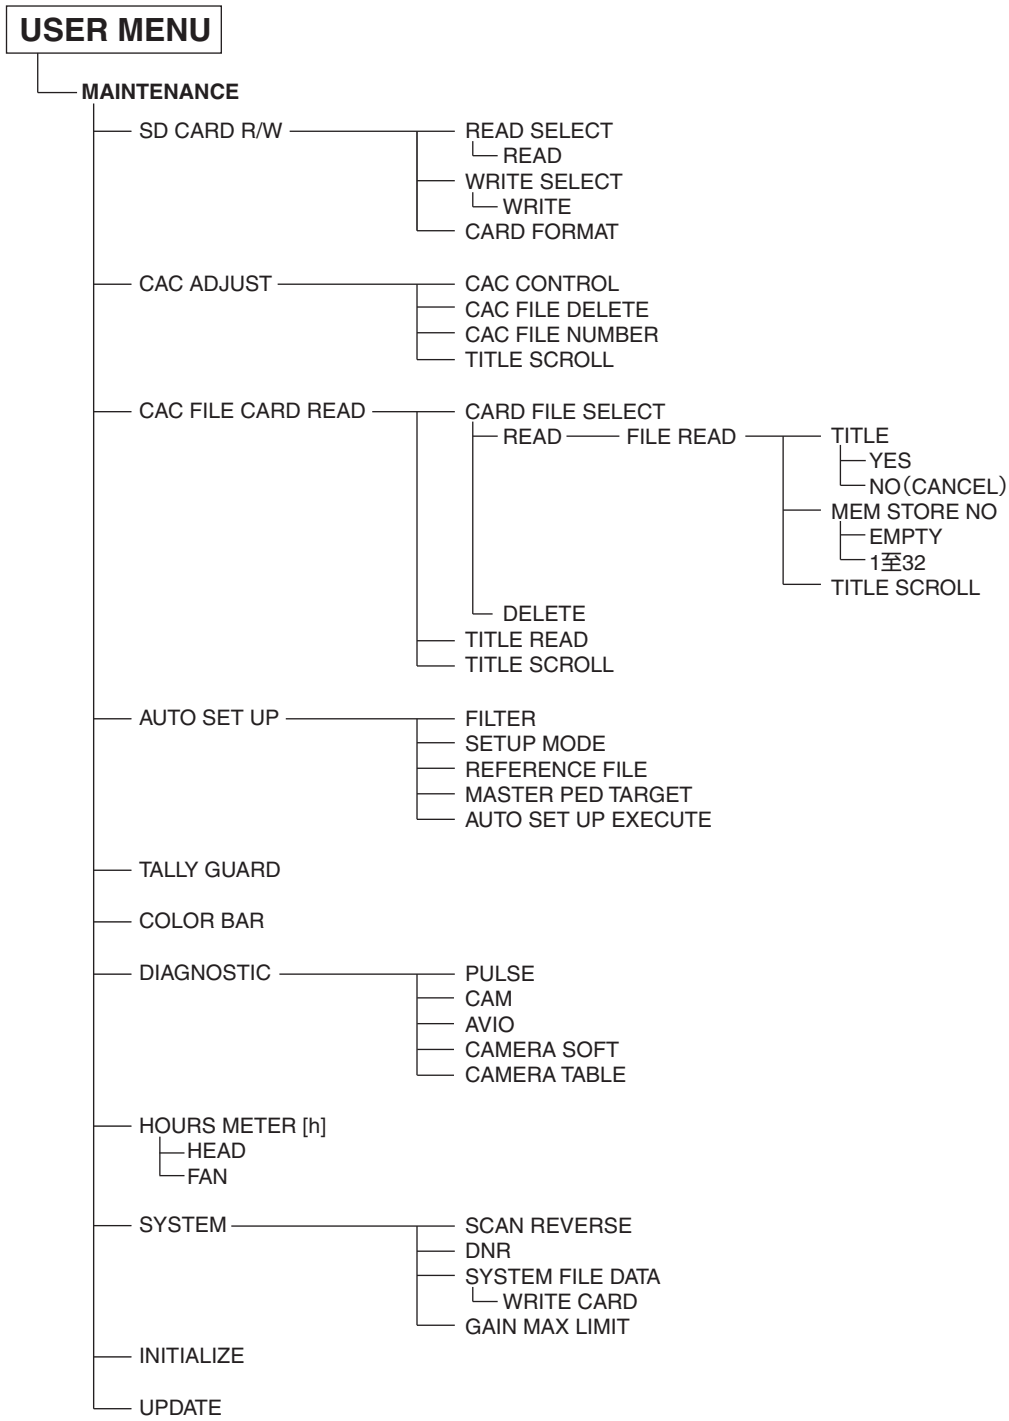 USER MENU
MAINTENANCE
SD CARD R/W
READ SELECT
READ
WRITE SELECT
WRITE
CARD FORMAT
CAC ADJUST
CAC CONTROL
CAC FILE DELETE
CAC FILE NUMBER
TITLE SCROLL
CAC FILE CARD READ
CARD FILE SELECT
READ
FILE READ
TITLE
YES
NO(CANCEL)
MEM STORE NO
EMPTY
1至32
TITLE SCROLL
DELETE
TITLE READ
TITLE SCROLL
AUTO SET UP
FILTER
SETUP MODE
REFERENCE FILE
MASTER PED TARGET
AUTO SET UP EXECUTE
TALLY GUARD
COLOR BAR
DIAGNOSTIC
PULSE
CAM
AVIO
CAMERA SOFT
CAMERA TABLE
HOURS METER [h]
HEAD
FAN
SYSTEM
SCAN REVERSE
DNR
SYSTEM FILE DATA
WRITE CARD
GAIN MAX LIMIT
INITIALIZE
UPDATE